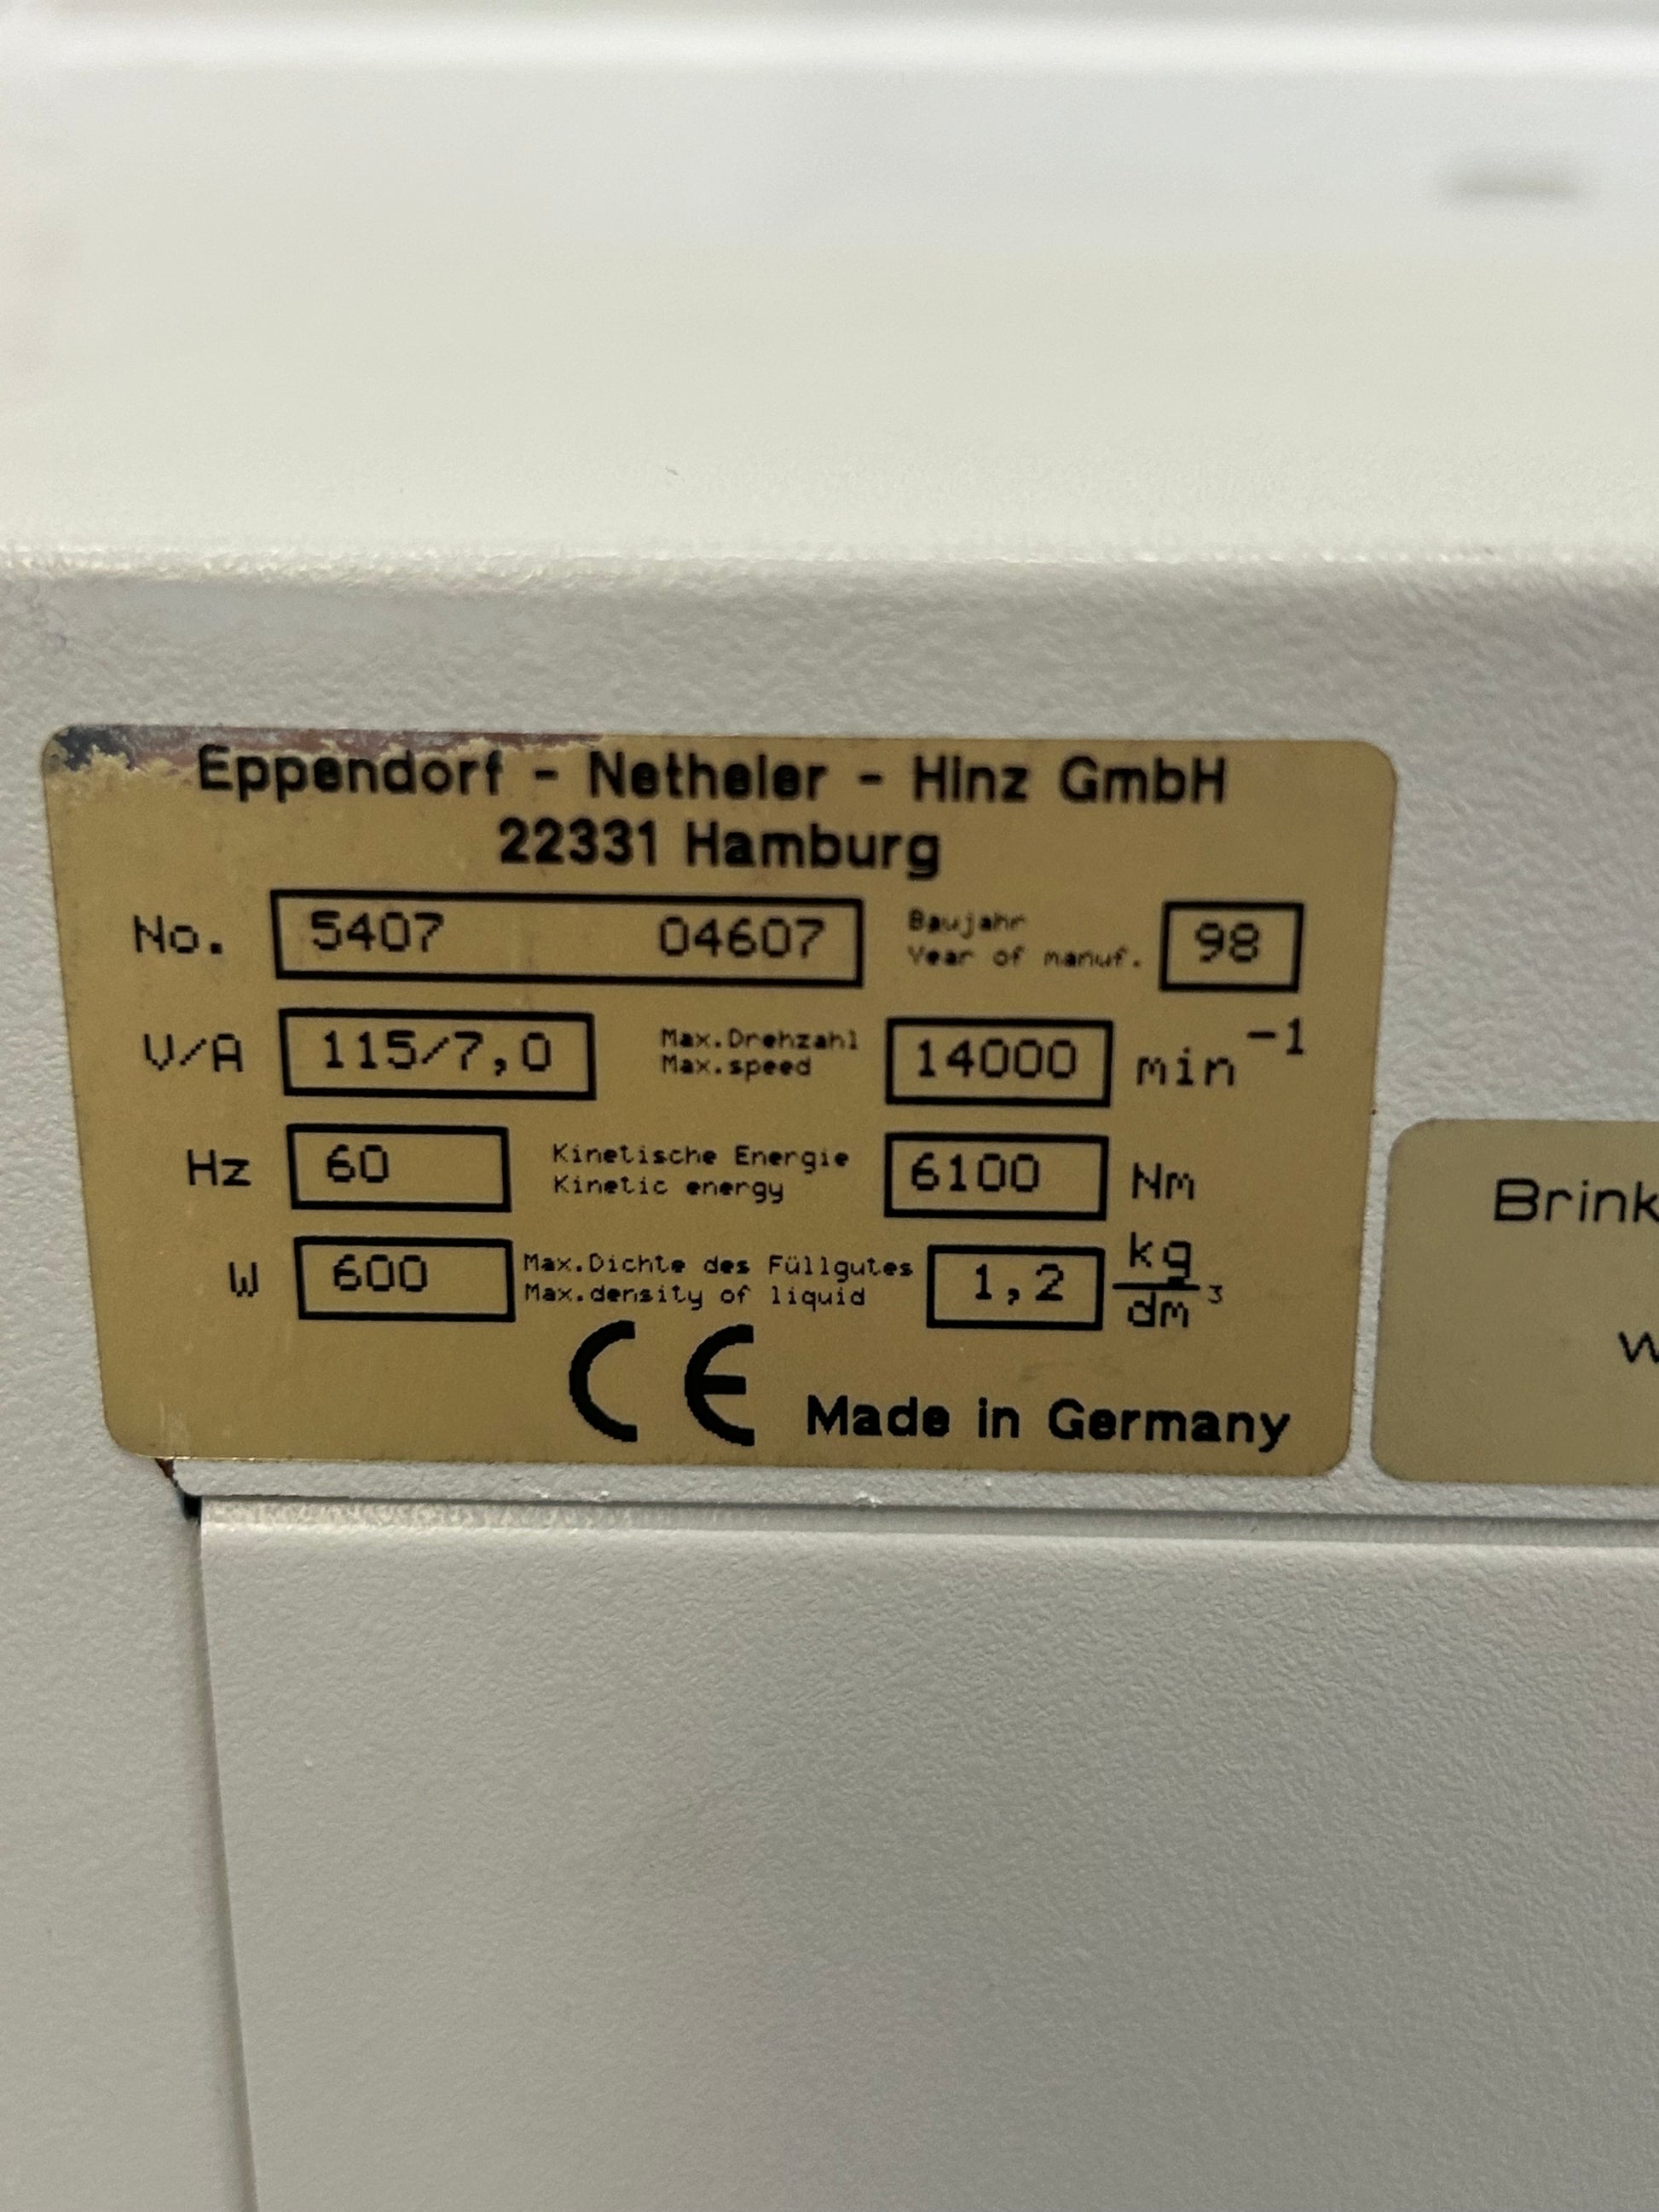 Eppendorf - Netheler - Hinz GmbH
22331 Hamburg
No. 5407 04607 Baujahr 98
Year of manuf.
V/A 115/7,0 Max.Drehzahl 14000 min⁻¹
Max.speed
Hz 60 Kinetische Energie 6100 Nm
Kinetic energy
W 600 Max.Dichte des Füllgutes 1,2 kg/dm³
Max.density of liquid
CE Made in Germany
Brink
w